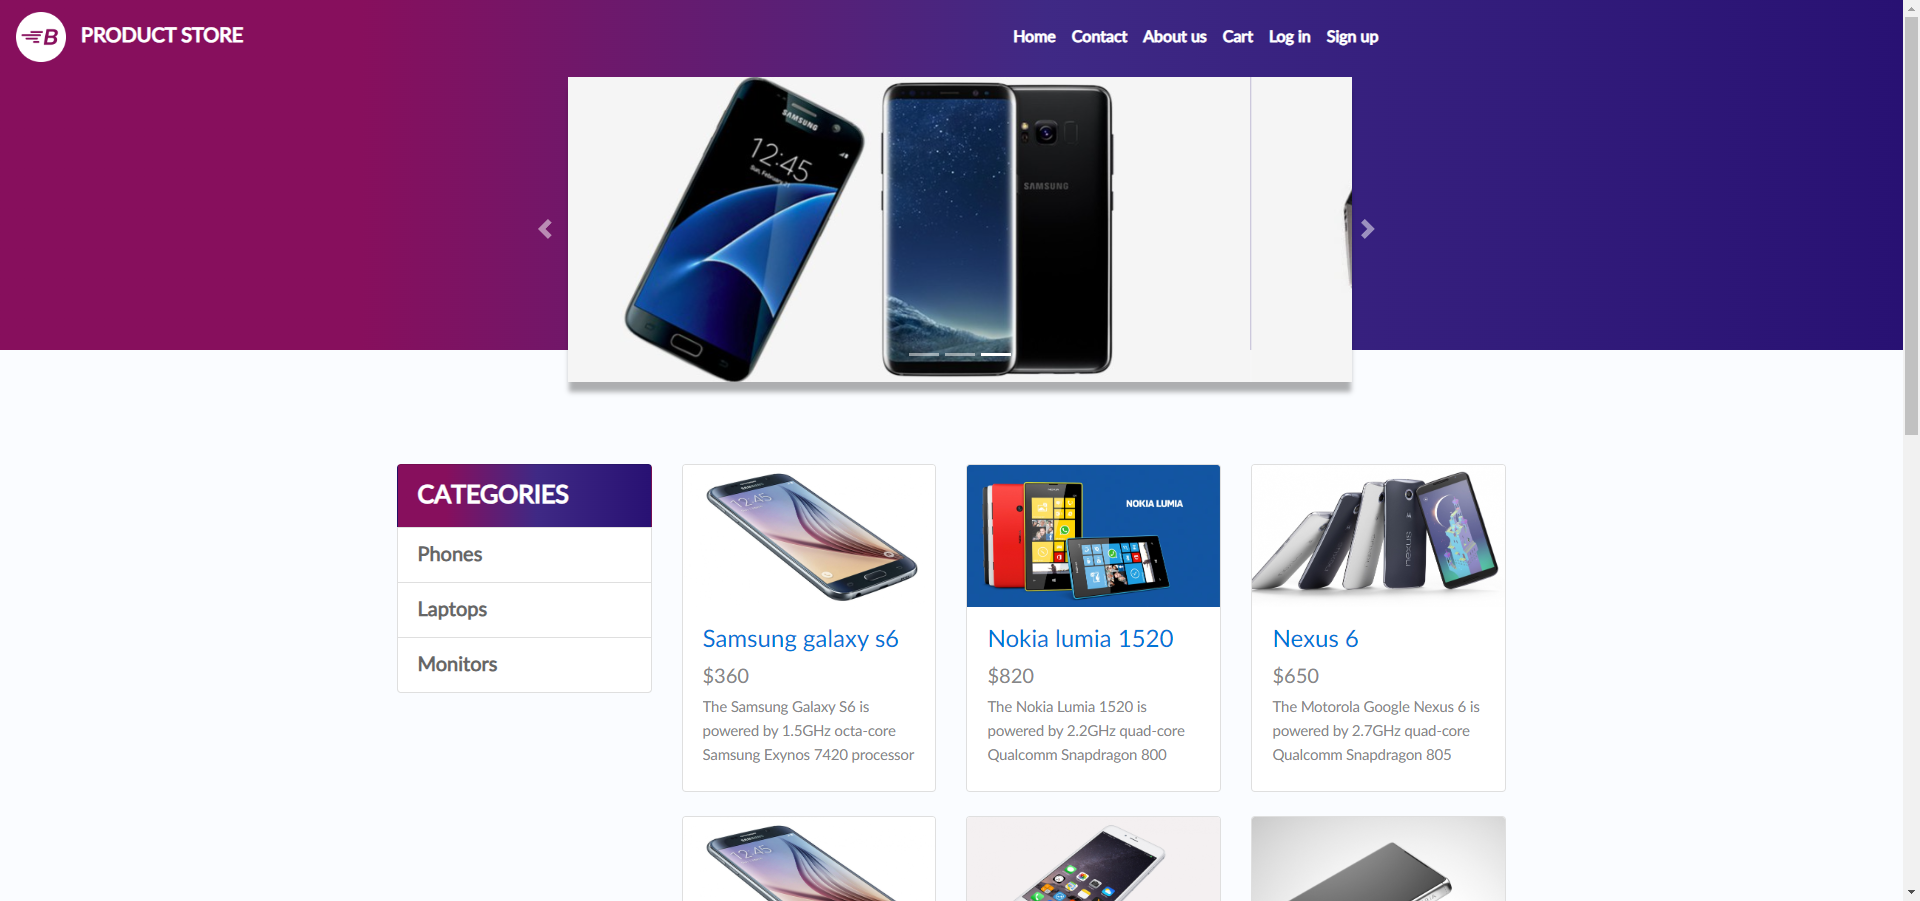 B PRODUCT STORE
Home Contact About us Cart Log in Sign up
SAMSUNG
12:45
SAMSUNG
CATEGORIES
Phones
Laptops
Monitors
12:45
Samsung galaxy s6
$360
The Samsung Galaxy S6 is
powered by 1.5GHz octa-core
Samsung Exynos 7420 processor
NOKIA LUMIA
Nokia lumia 1520
$820
The Nokia Lumia 1520 is
powered by 2.2GHz quad-core
Qualcomm Snapdragon 800
Nexus 6
$650
The Motorola Google Nexus 6 is
powered by 2.7GHz quad-core
Qualcomm Snapdragon 805
12:45